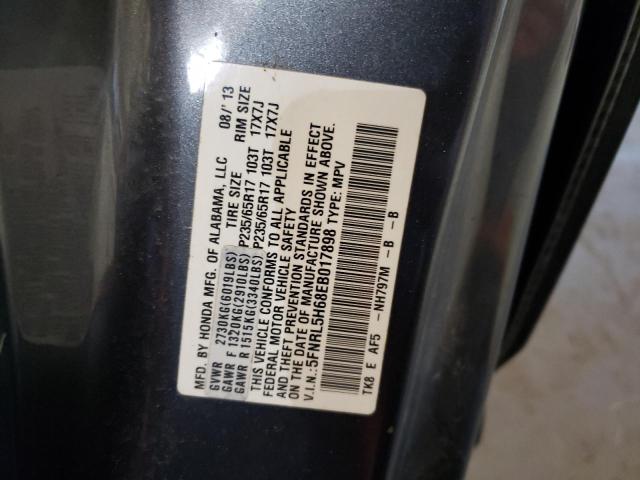 MFD. BY HONDA MFG. OF ALABAMA, LLC 08/'13
GVWR 2730KG(6019LBS) TIRE SIZE RIM SIZE
GAWR F 1320KG(2910LBS) P235/65R17 103T 17X7J
GAWR R 1515KG(3340LBS) P235/65R17 103T 17X7J
THIS VEHICLE CONFORMS TO ALL APPLICABLE
FEDERAL MOTOR VEHICLE SAFETY
AND THEFT PREVENTION STANDARDS IN EFFECT
ON THE DATE OF MANUFACTURE SHOWN ABOVE.
V.I.N.:5FNRL5H68EB017898 TYPE: MPV
TK8 E AF5 -NH797M -B -B